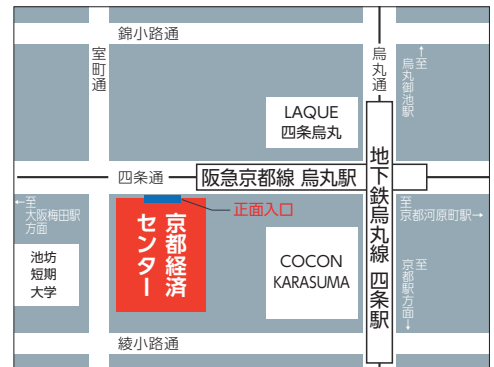 錦小路通
室町通
烏丸通
至
烏丸御池駅
LAQUE
四条烏丸
四条通
阪急京都線 烏丸駅
地下鉄烏丸線 四条駅
正面入口
至
大阪梅田駅
方面
至
京都河原町駅
京都経済
センター
池坊
短期
大学
COCON
KARASUMA
至
京都駅方面
綾小路通